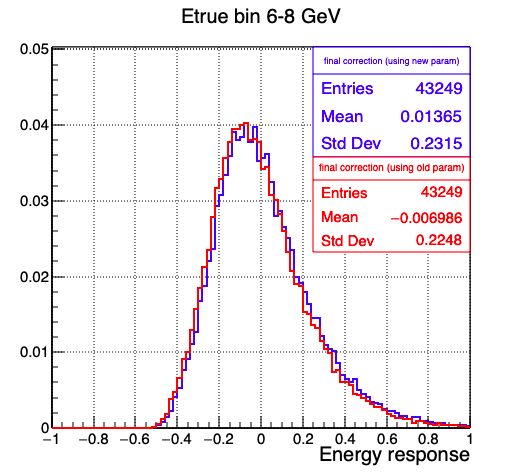 Etrue bin 6-8 GeV
0.05
final correction (using new param)
Entries 43249
Mean 0.01365
Std Dev 0.2315
final correction (using old param)
Entries 43249
Mean −0.006986
Std Dev 0.2248
0.04
0.03
0.02
0.01
0
−1 −0.8 −0.6 −0.4 −0.2 0 0.2 0.4 0.6 0.8 1
Energy response